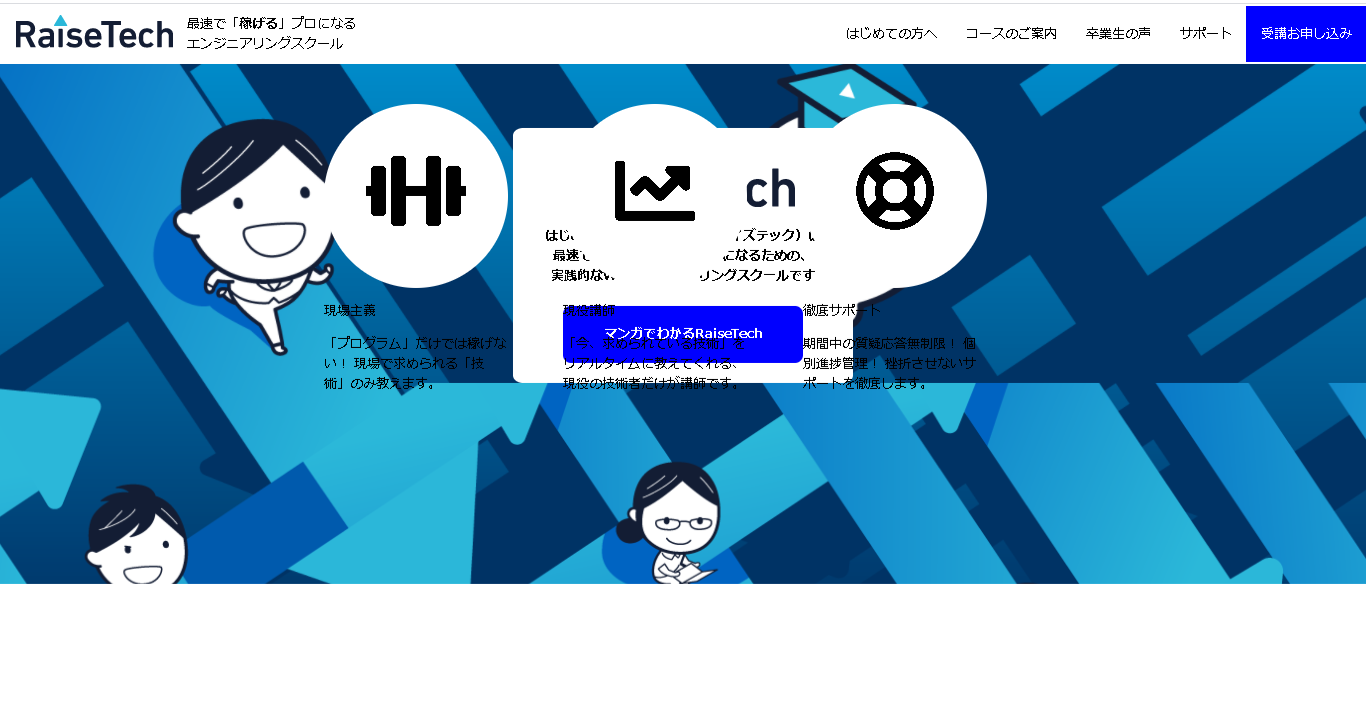 RaiseTech
最速で「稼げる」プロになる
エンジニアリングスクール
はじめての方へ
コースのご案内
卒業生の声
サポート
受講お申し込み
ch
はじ
ズテック）
最速
になるための、
実践的な
リングスクールです
マンガでわかるRaiseTech
現場主義
「プログラム」だけでは稼げな
い！ 現場で求められる「技
術」のみ教えます。
現役講師
「今、求められている技術」を
リアルタイムに教えてくれる、
現役の技術者だけが講師です。
徹底サポート
期間中の質疑応答無制限！ 個
別進捗管理！ 挫折させないサ
ポートを徹底します。